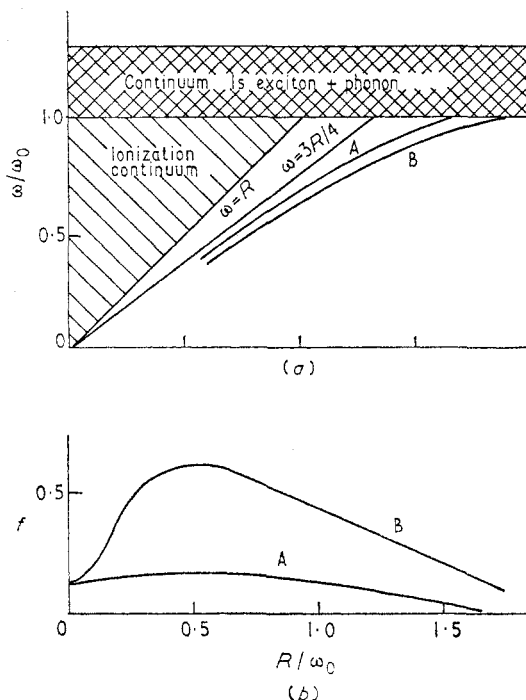 Continuum 1s exciton + phonon
1·0
Ionization
continuum
ω=R
ω=3R/4
A
B
ω/ω₀
0·5
0
(a)
0·5
f
B
A
0
0·5
1·0
1·5
R/ω₀
(b)